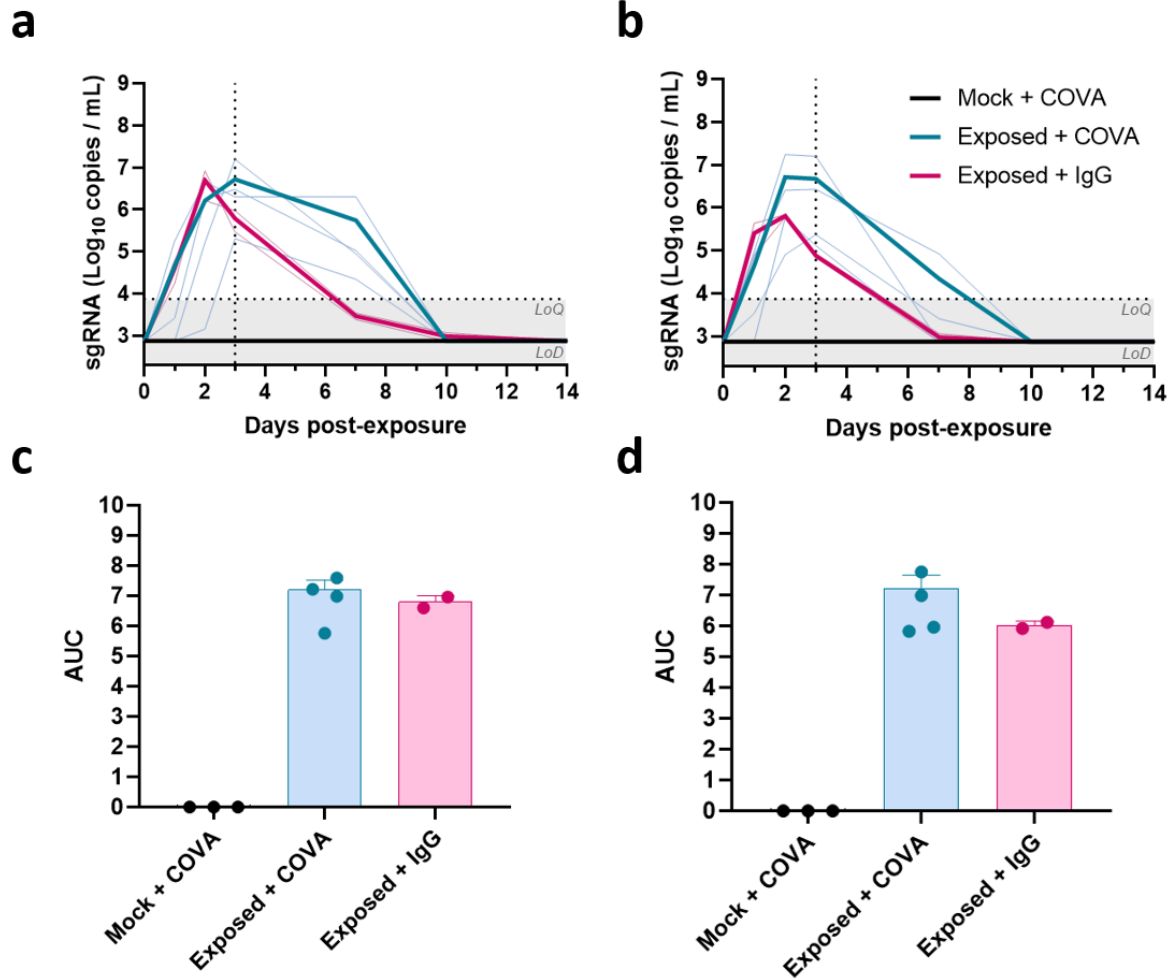 a
sgRNA (Log10 copies / mL)
9
8
7
6
5
4
3
LoQ
LoD
0 2 4 6 8 10 12 14
Days post-exposure
b
sgRNA (Log10 copies / mL)
9
8
7
6
5
4
3
Mock + COVA
Exposed + COVA
Exposed + IgG
LoQ
LoD
0 2 4 6 8 10 12 14
Days post-exposure
c
AUC
10
9
8
7
6
5
4
3
2
1
0
Mock + COVA
Exposed + COVA
Exposed + IgG
d
AUC
10
9
8
7
6
5
4
3
2
1
0
Mock + COVA
Exposed + COVA
Exposed + IgG